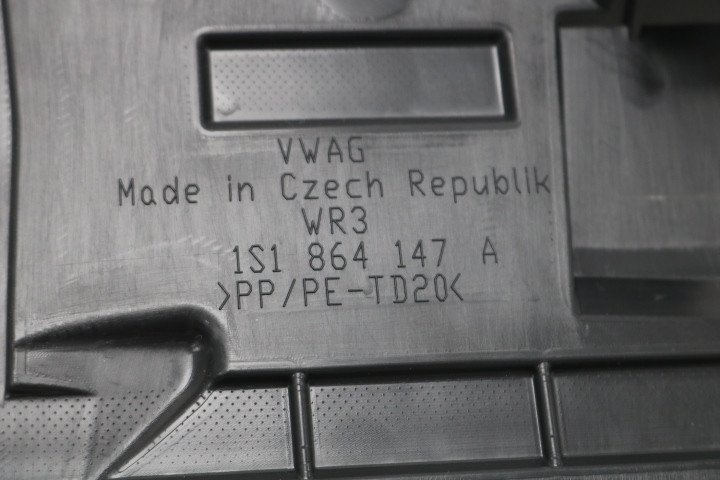 VWAG
Made in Czech Republik
WR3
1S1 864 147 A
>PP/PE-TD20<